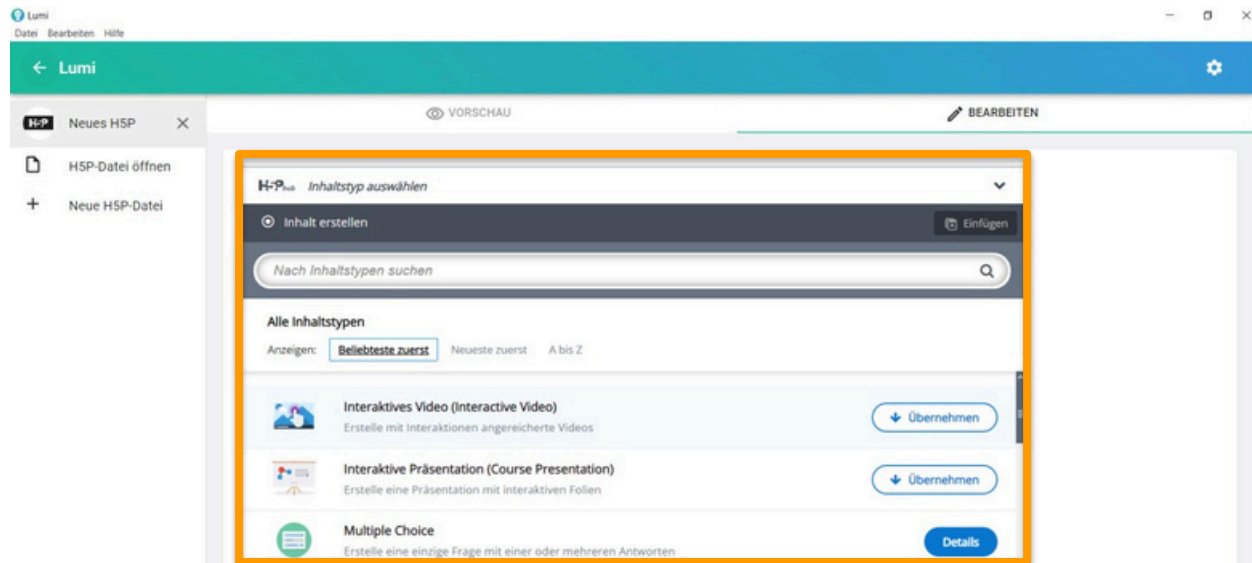 Lumi
Datei Bearbeiten Hilfe
Lumi
H5P Neues H5P
H5P-Datei öffnen
Neue H5P-Datei
VORSCHAU
BEARBEITEN
H5P Inhaltstyp auswählen
Inhalt erstellen
Einfügen
Nach Inhaltstypen suchen
Alle Inhaltstypen
Anzeigen: Beliebteste zuerst Neueste zuerst A bis Z
Interaktives Video (Interactive Video)
Erstelle mit Interaktionen angereicherte Videos
Übernehmen
Interaktive Präsentation (Course Presentation)
Erstelle eine Präsentation mit interaktiven Folien
Übernehmen
Multiple Choice
Erstelle eine einzige Frage mit einer oder mehreren Antworten
Details